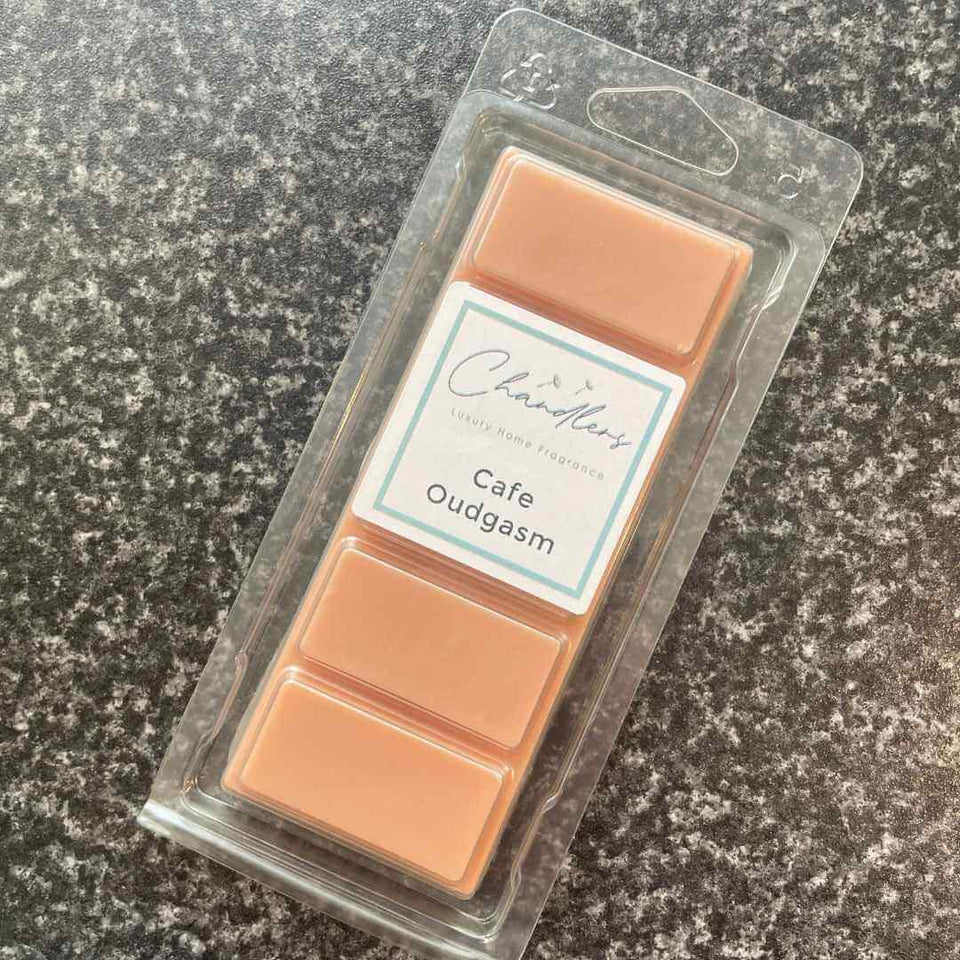 Chandlers
Luxury Home Fragrance
Cafe
Oudgasm